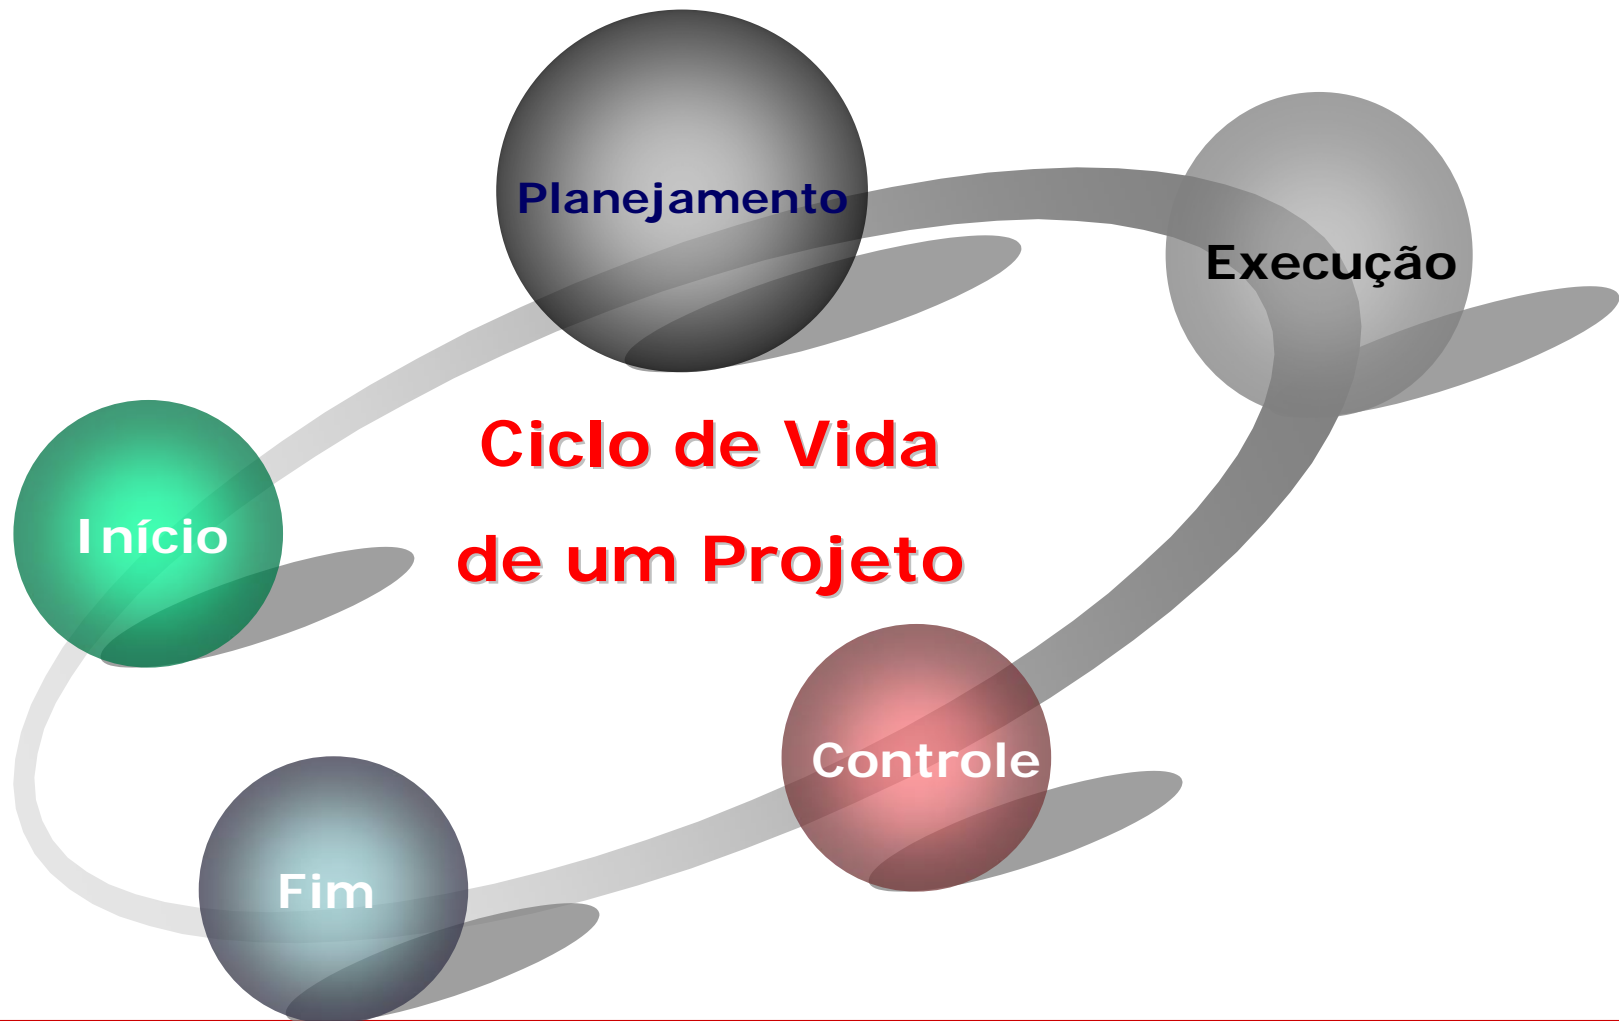 Planejamento
Execução
Ciclo de Vida
de um Projeto
Início
Controle
Fim